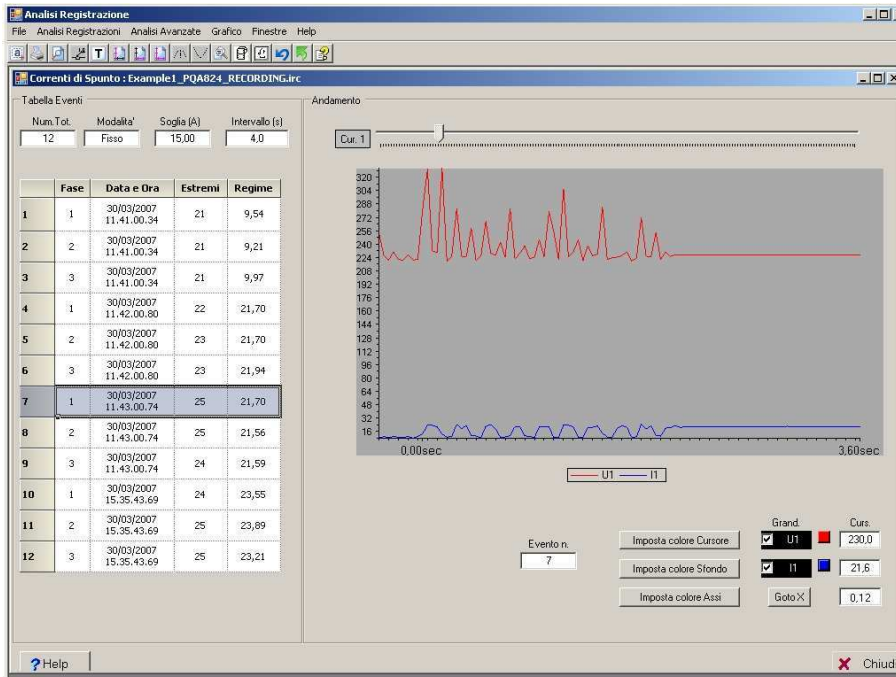 Analisi Registrazione
File Analisi Registrazioni Analisi Avanzate Grafico Finestre Help
Correnti di Spunto : Example1_PQA824_RECORDING.irc
Tabella Eventi
Num.Tot. Modalita' Soglia (A) Intervallo (s)
12 Fisso 15,00 4,0
Fase Data e Ora Estremi Regime
1 1 30/03/2007 11.41.00.34 21 9,54
2 2 30/03/2007 11.41.00.34 21 9,21
3 3 30/03/2007 11.41.00.34 21 9,97
4 1 30/03/2007 11.42.00.80 22 21,70
5 2 30/03/2007 11.42.00.80 23 21,70
6 3 30/03/2007 11.42.00.80 23 21,94
7 1 30/03/2007 11.43.00.74 25 21,70
8 2 30/03/2007 11.43.00.74 25 21,56
9 3 30/03/2007 11.43.00.74 24 21,59
10 1 30/03/2007 15.35.43.69 24 23,55
11 2 30/03/2007 15.35.43.69 25 23,89
12 3 30/03/2007 15.35.43.69 25 23,21
Andamento
Cur. 1
320
304
288
272
256
240
224
208
192
176
160
144
128
112
96
80
64
48
32
16
0,00sec 3,60sec
U1 I1
Evento n.
7
Imposta colore Cursore
Imposta colore Sfondo
Imposta colore Assi
Grand. Curs.
U1 230,0
I1 21,6
Goto X 0,12
Help
Chiud